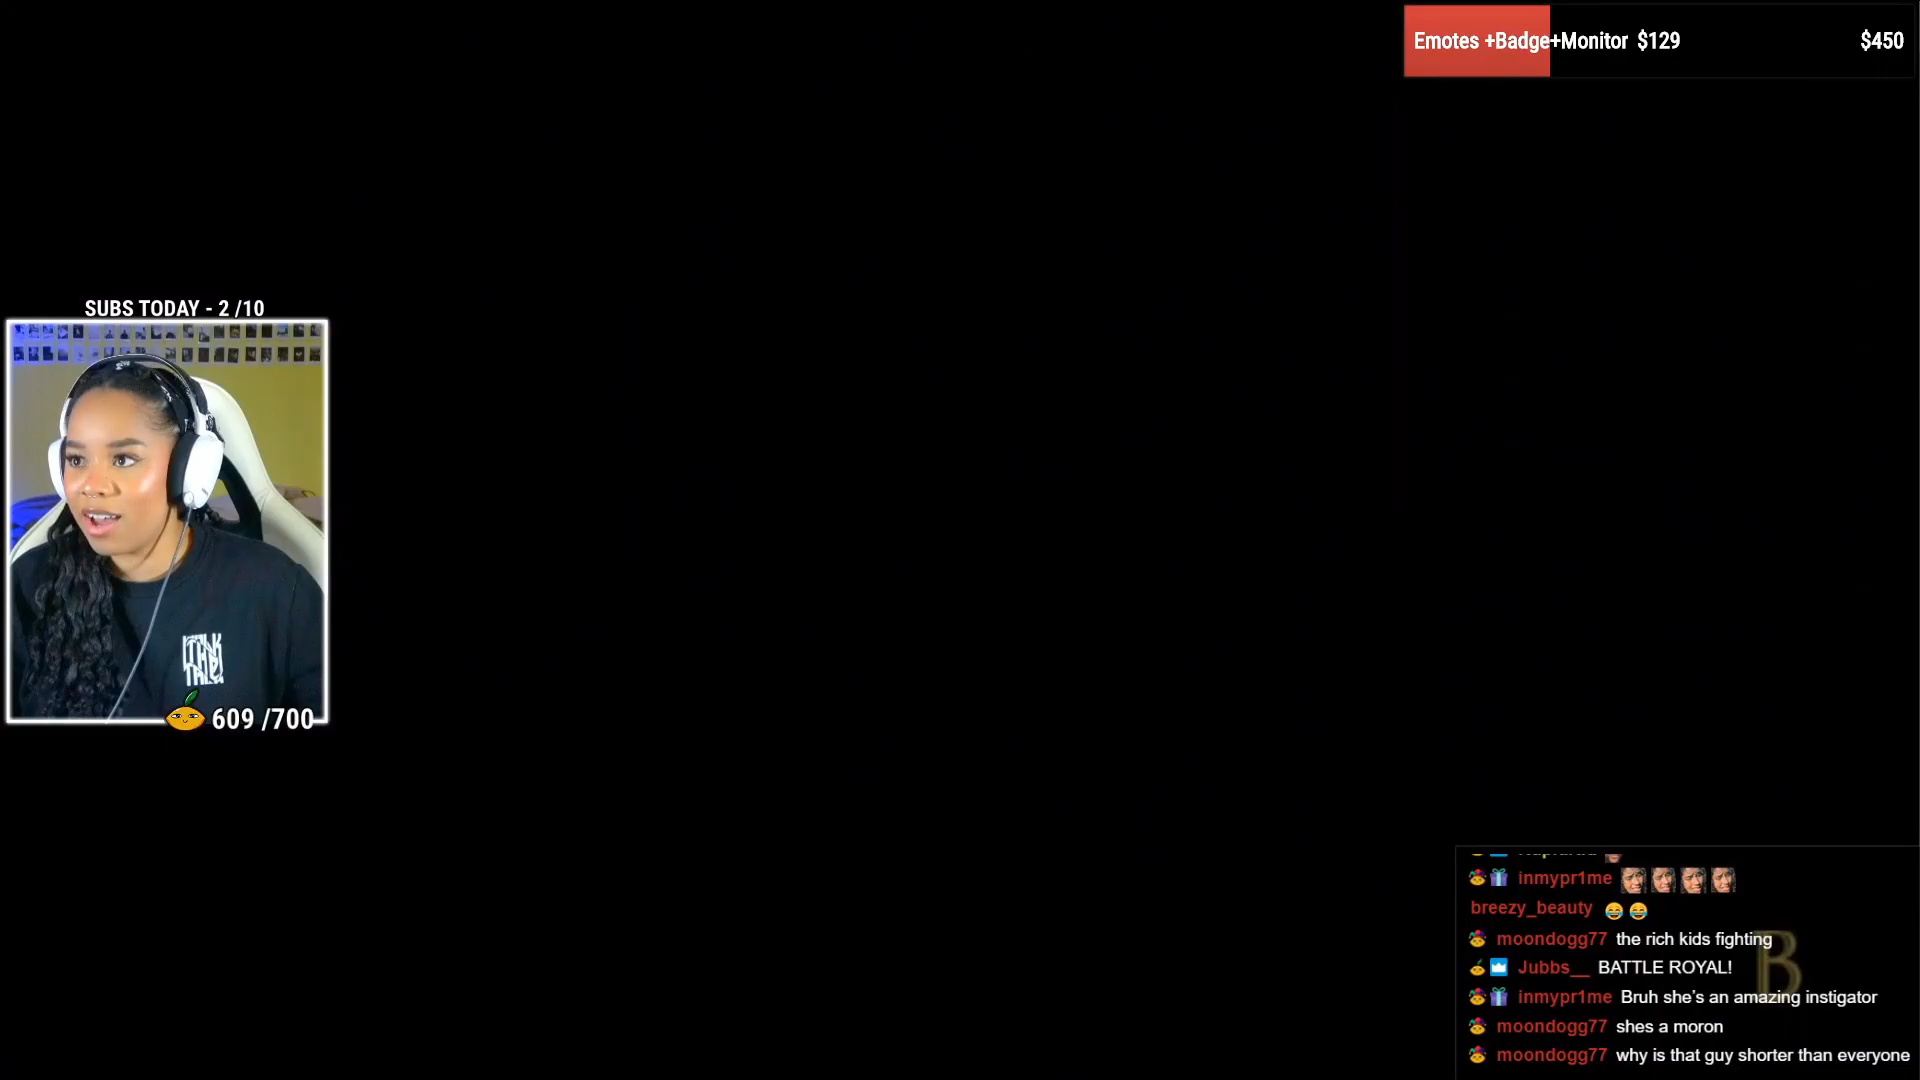 Emotes +Badge+Monitor $129 $450
SUBS TODAY - 2 /10
609 /700
inmypr1me
breezy_beauty
moondogg77 the rich kids fighting
Jubbs__ BATTLE ROYAL!
B
inmypr1me Bruh she's an amazing instigator
moondogg77 shes a moron
moondogg77 why is that guy shorter than everyone